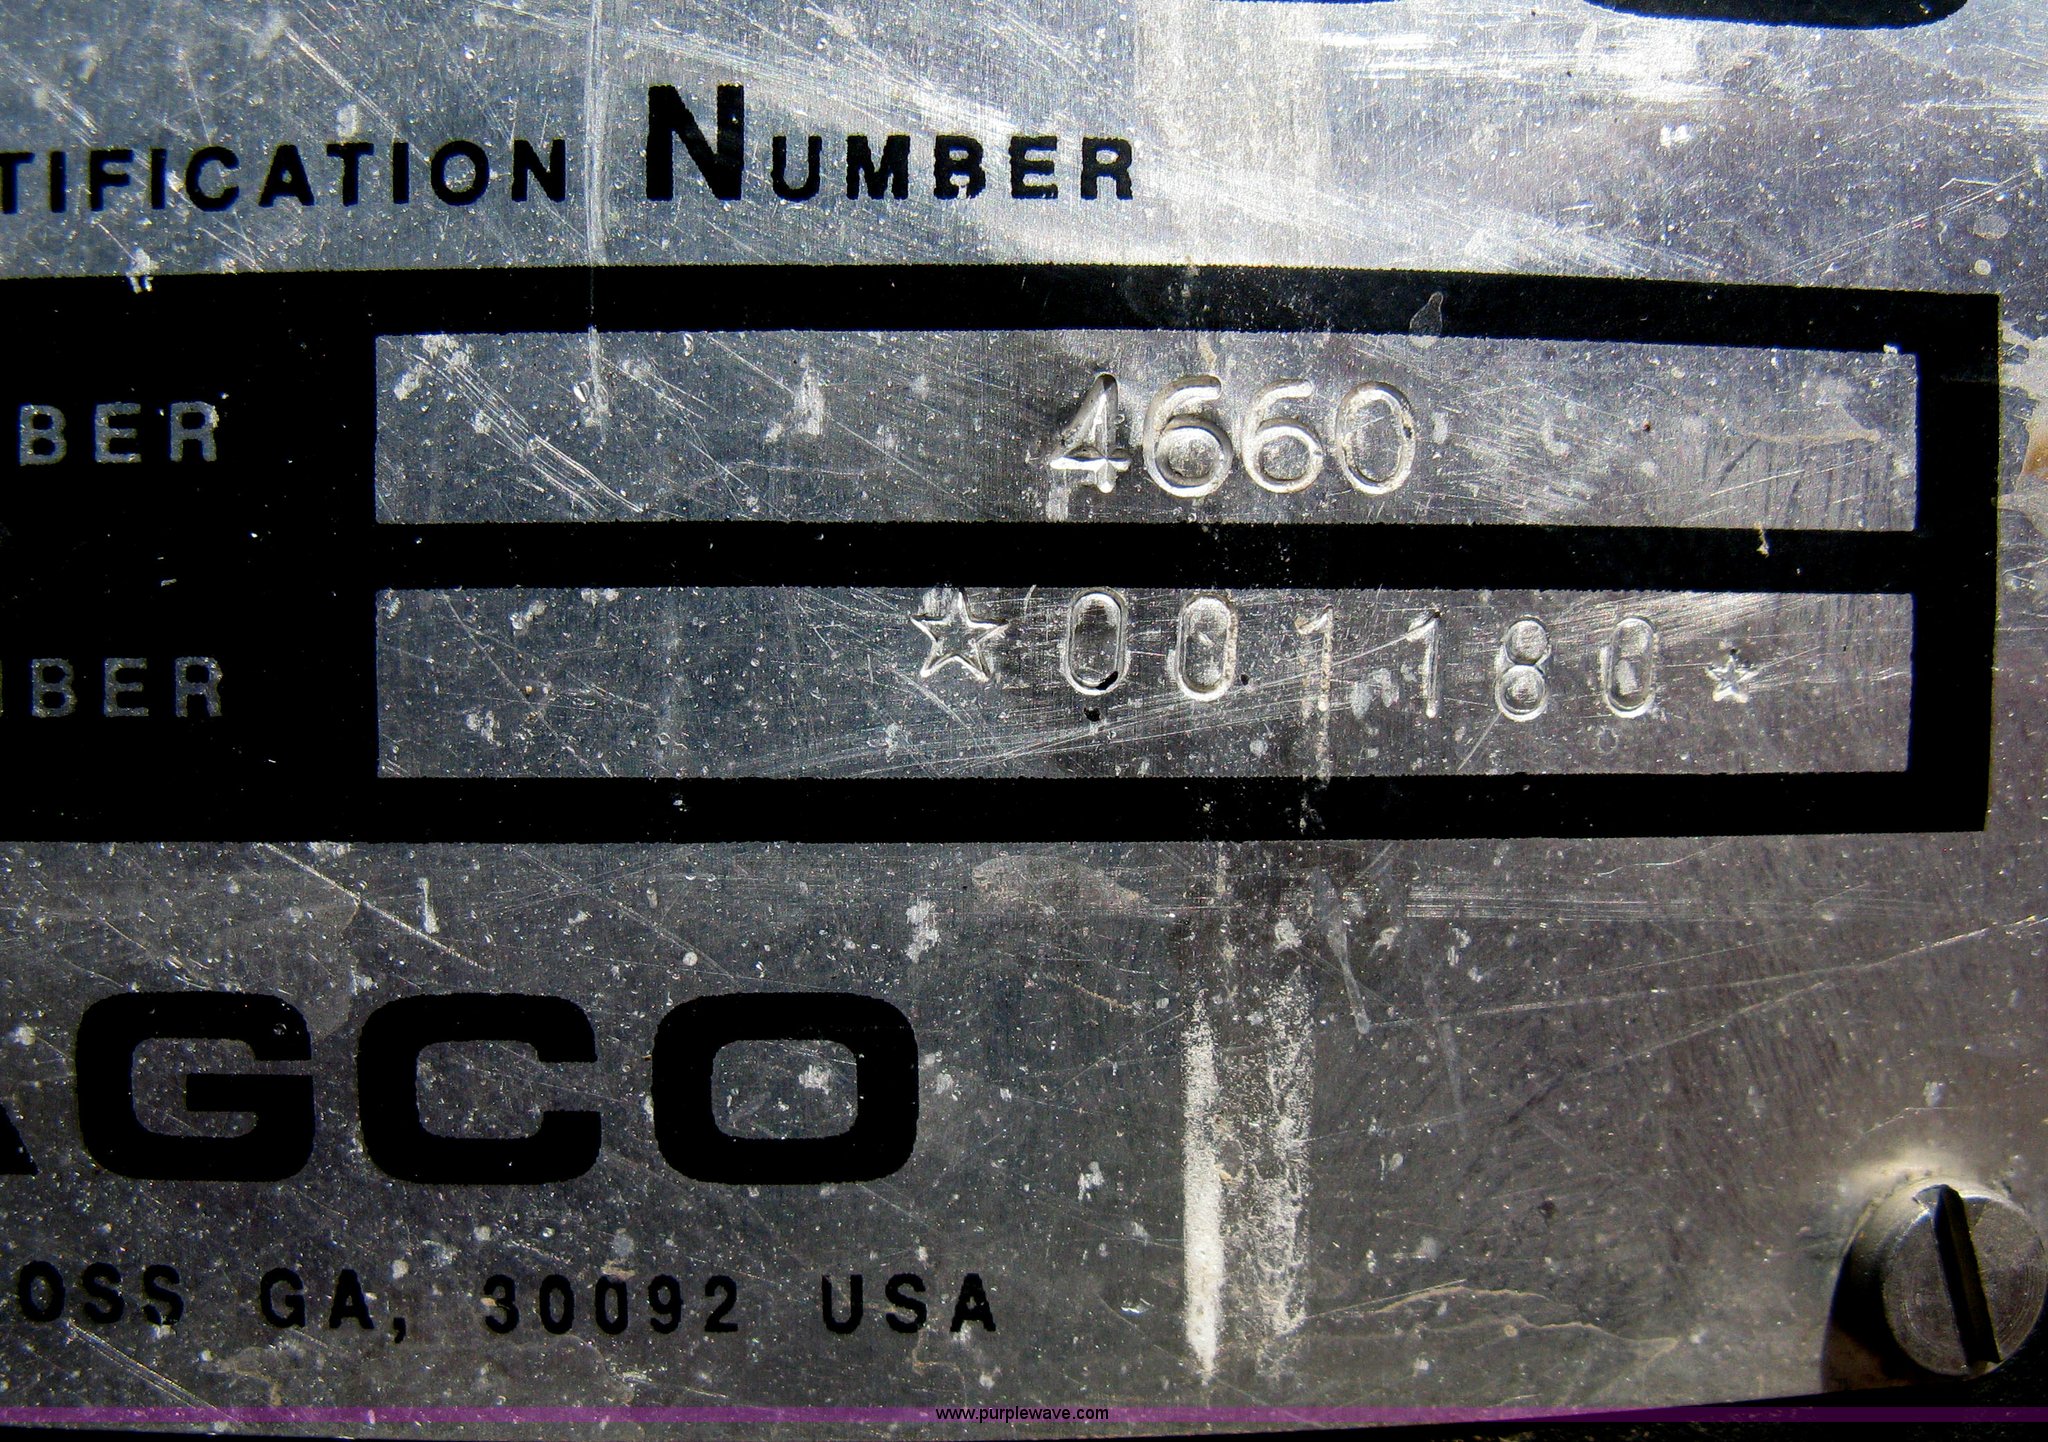 TIFICATION NUMBER
BER 4660
BER ☆001180☆
AGCO
OSS GA, 30092 USA
www.purplewave.com